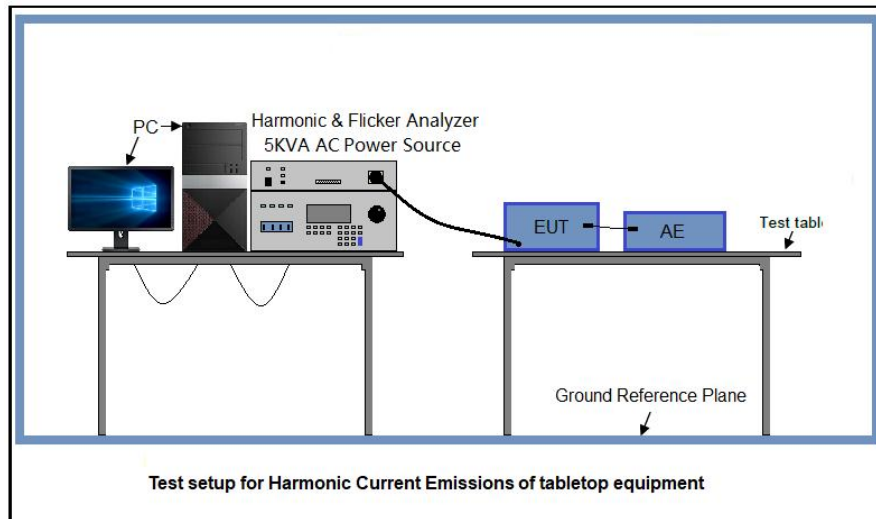 PC
Harmonic & Flicker Analyzer
5KVA AC Power Source
EUT
AE
Test
Ground Reference Plane
Test setup for Harmonic Current Emissions of tabletop equipment